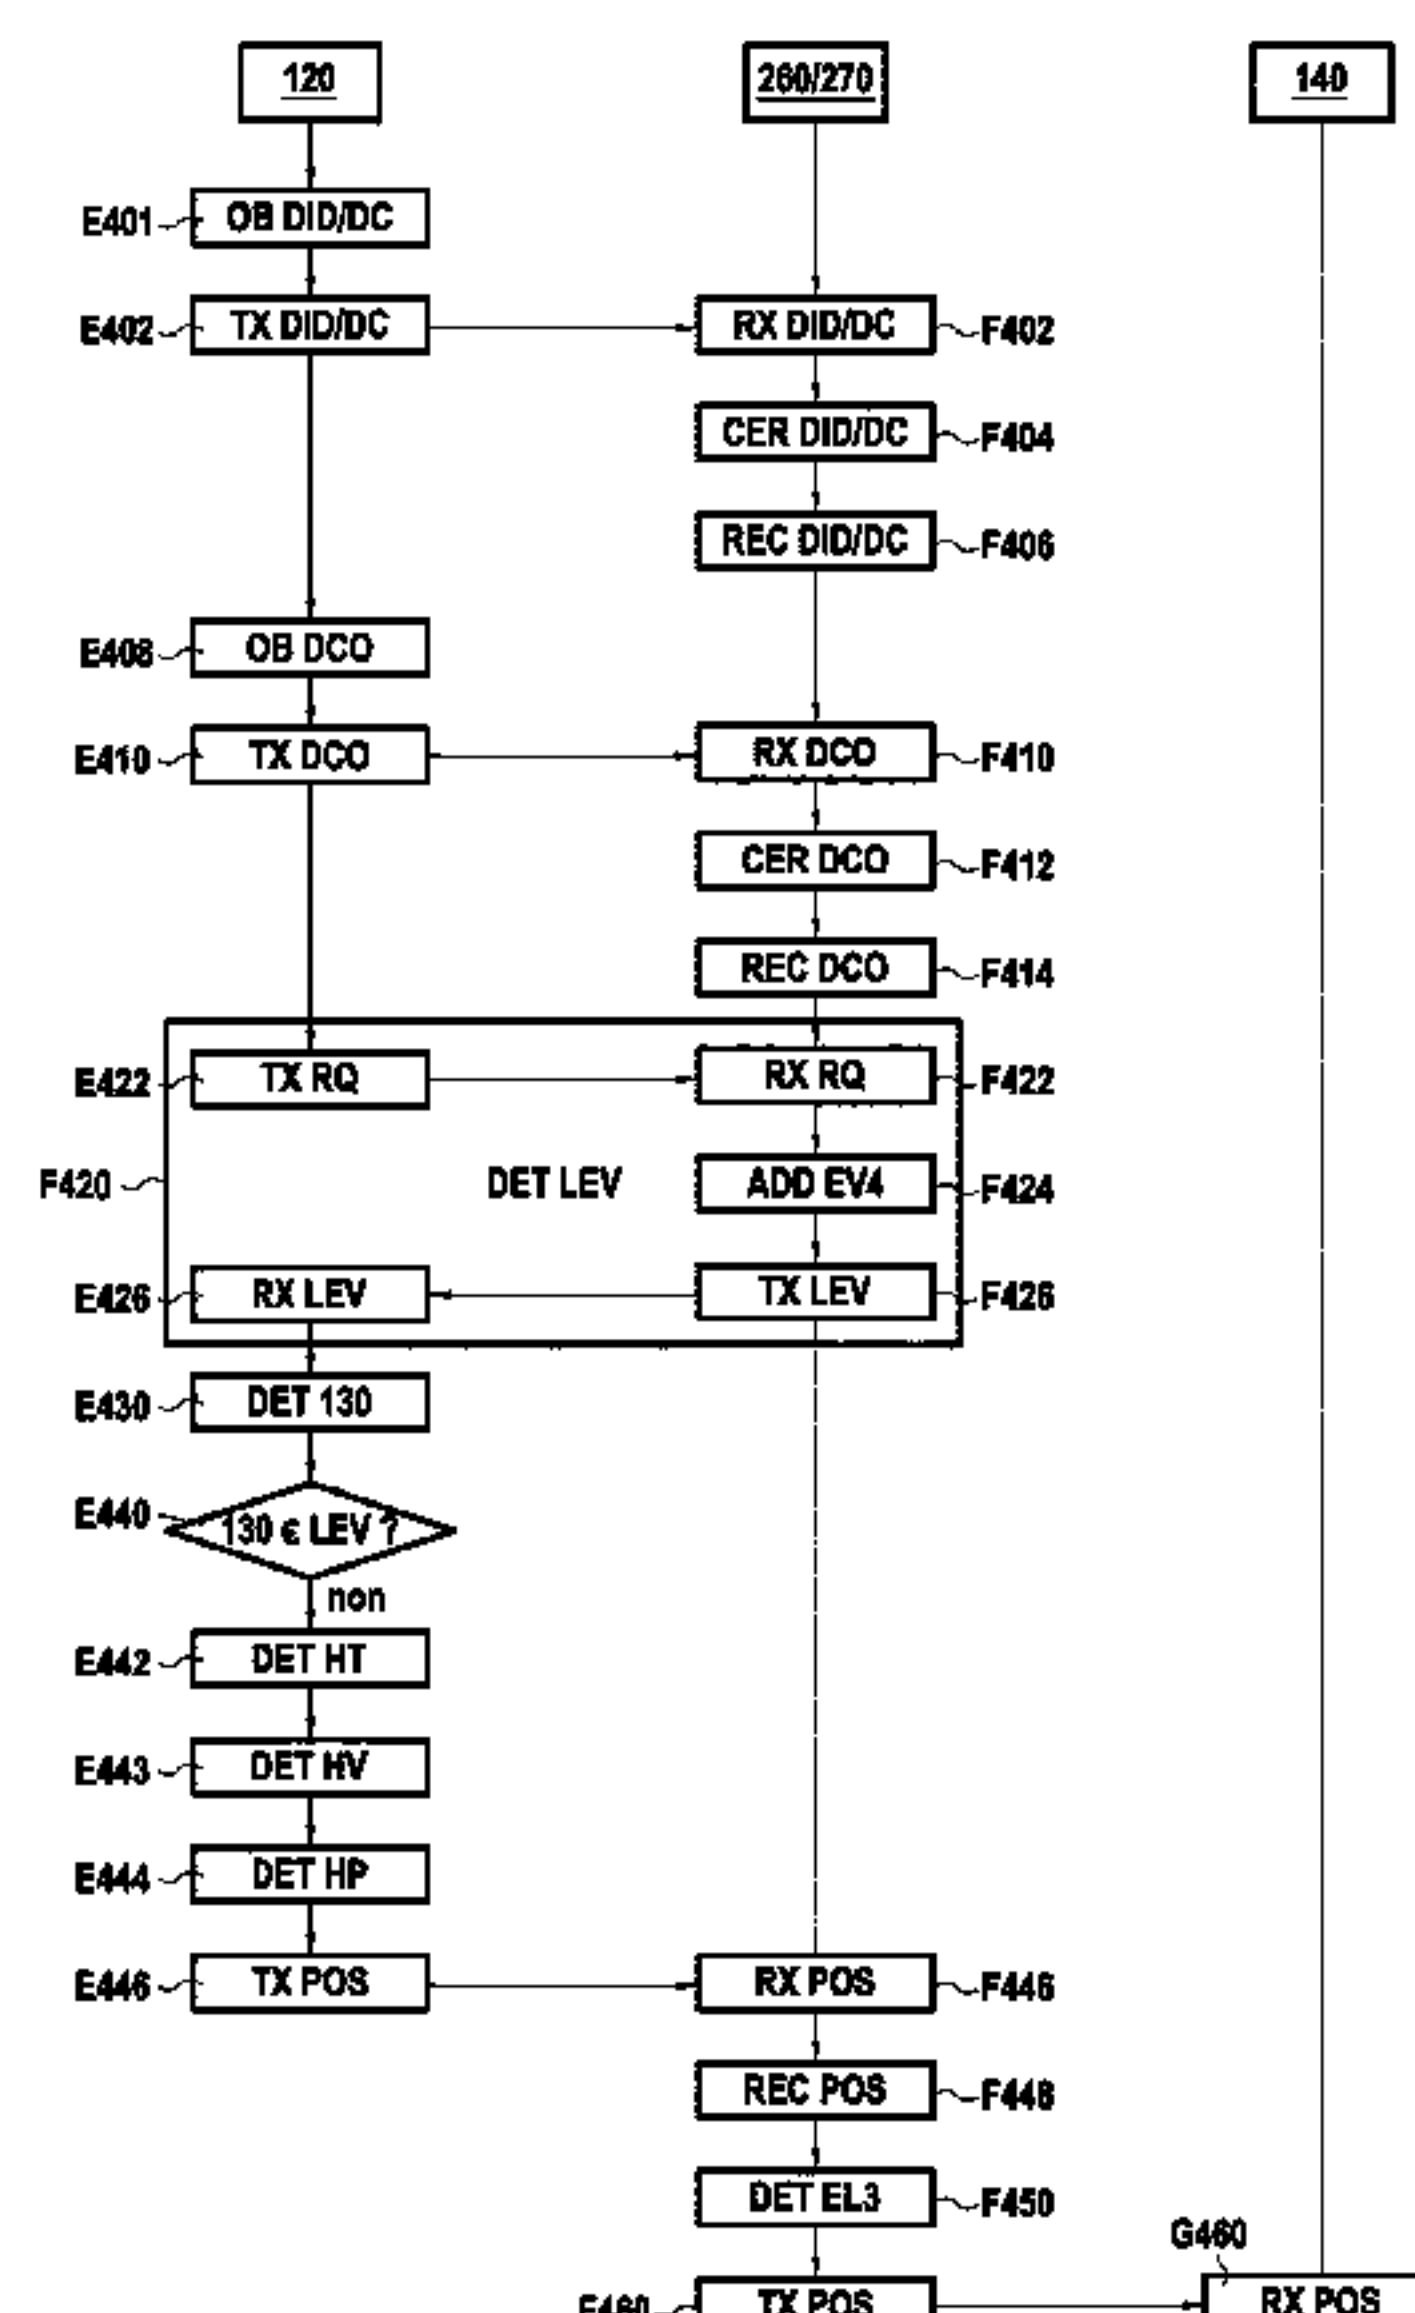 120 260/270 140
E401 OB DID/DC
E402 TX DID/DC RX DID/DC F402
CER DID/DC F404
REC DID/DC F406
E408 OB DCO
E410 TX DCO RX DCO F410
CER DCO F412
REC DCO F414
E422 TX RQ RX RQ F422
F420 DET LEV ADD EV4 F424
E426 RX LEV TX LEV F426
E430 DET 130
E440 130 € LEV ?
non
E442 DET HT
E443 DET HV
E444 DET HP
E446 TX POS RX POS F446
REC POS F448
DET EL3 F450
G460
F460 TX POS RX POS